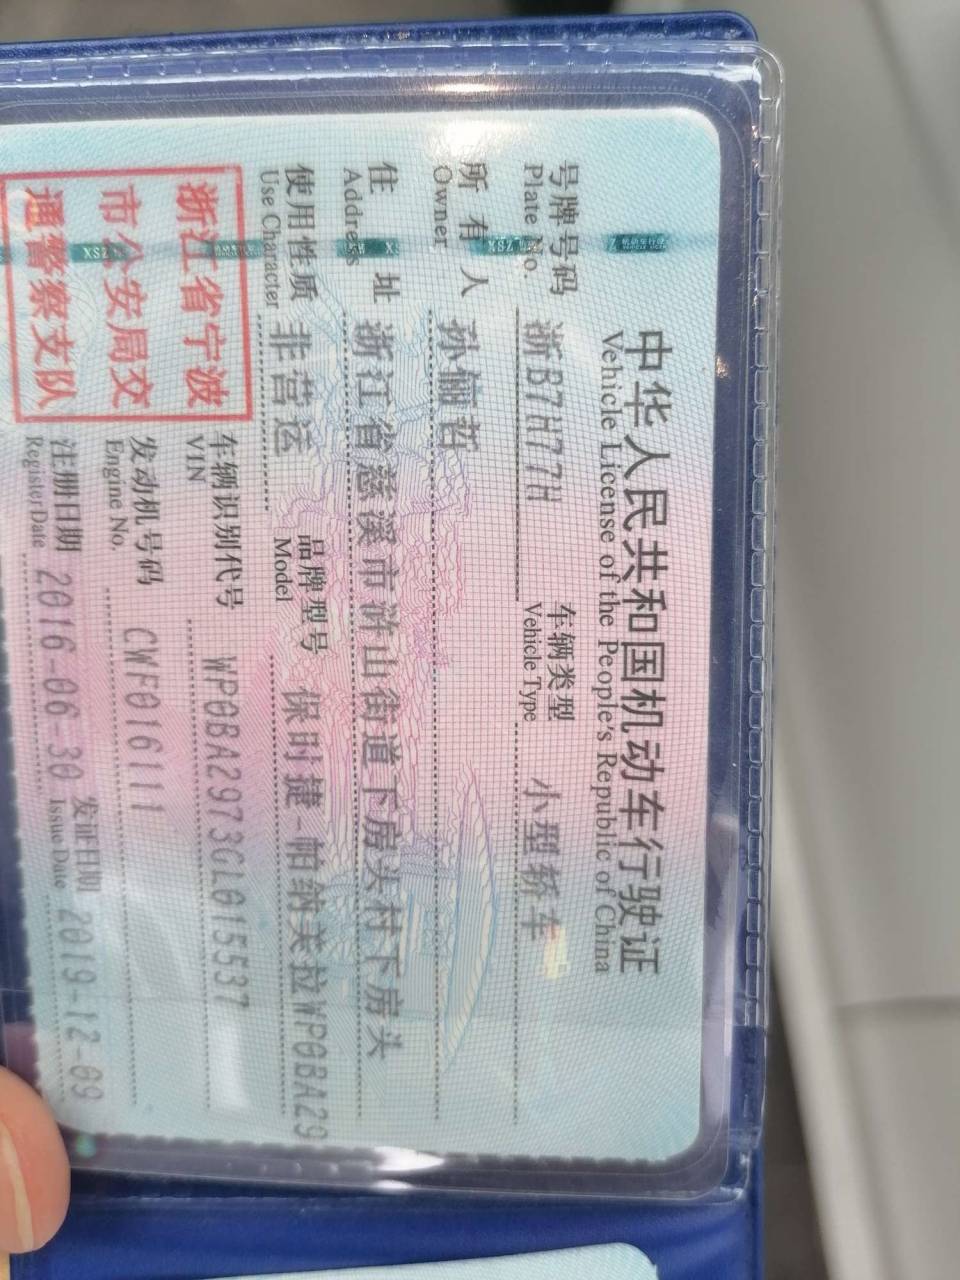 中华人民共和国机动车行驶证
Vehicle License of the People's Republic of China
号牌号码 浙B7H77H 车辆类型 小型轿车
Plate No. Vehicle Type
所有人 孙俪哲
Owner
住址 浙江省慈溪市浒山街道下房头村下房头
Address
使用性质 非营运 品牌型号 保时捷-帕纳美拉WP0BA29
Use Character Model
浙江省宁波
市公安局交
通警察支队
车辆识别代号 WP0BA2973GL015537
VIN
发动机号码 CWF016111
Engine No.
注册日期 2016-06-30 发证日期 2019-12-09
Register Date Issue Date